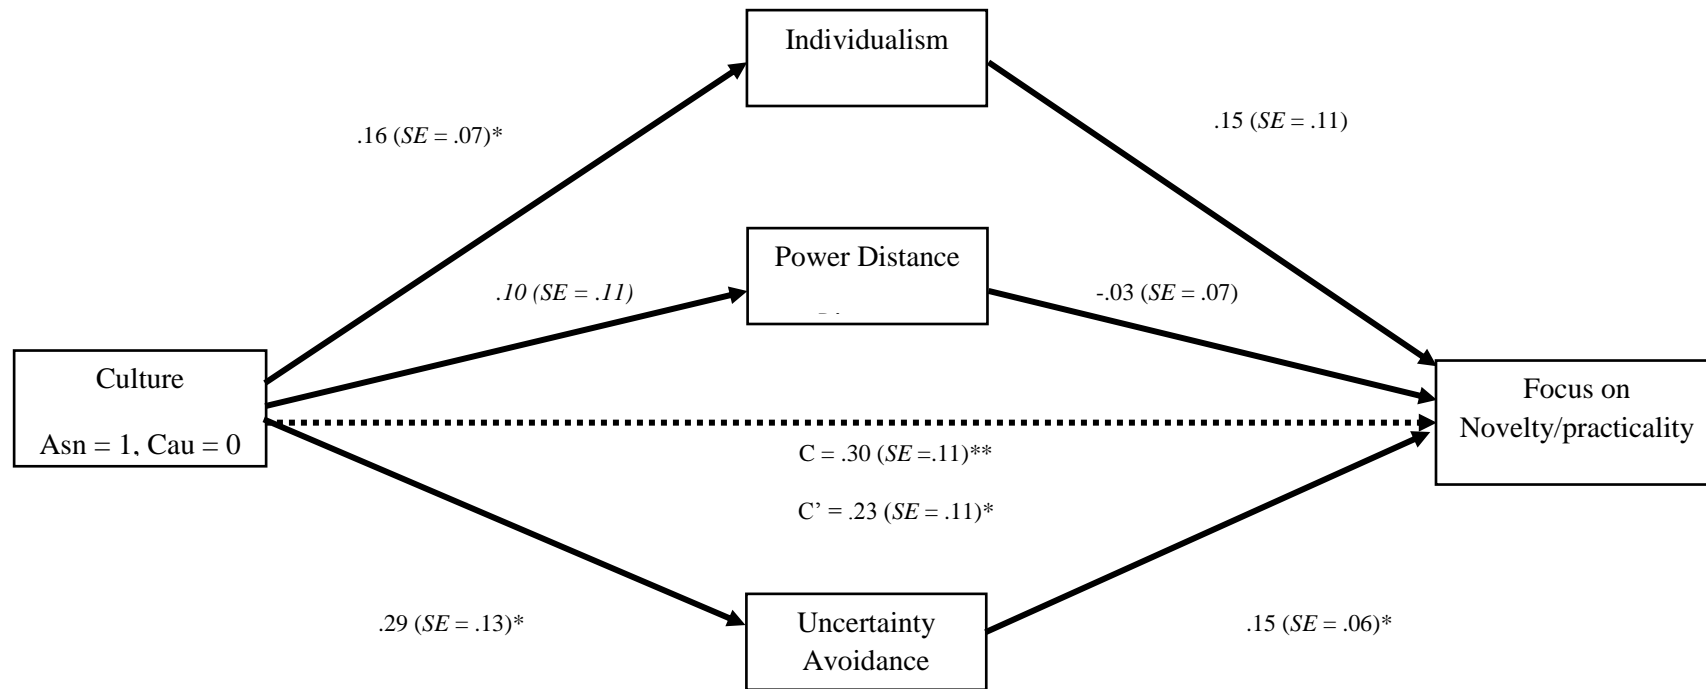 Individualism
.16 (SE = .07)*
.15 (SE = .11)
Power Distance
.10 (SE = .11)
-.03 (SE = .07)
Culture
Asn = 1, Cau = 0
Focus on
Novelty/practicality
C = .30 (SE =.11)**
C’ = .23 (SE = .11)*
.29 (SE = .13)*
Uncertainty
Avoidance
.15 (SE = .06)*